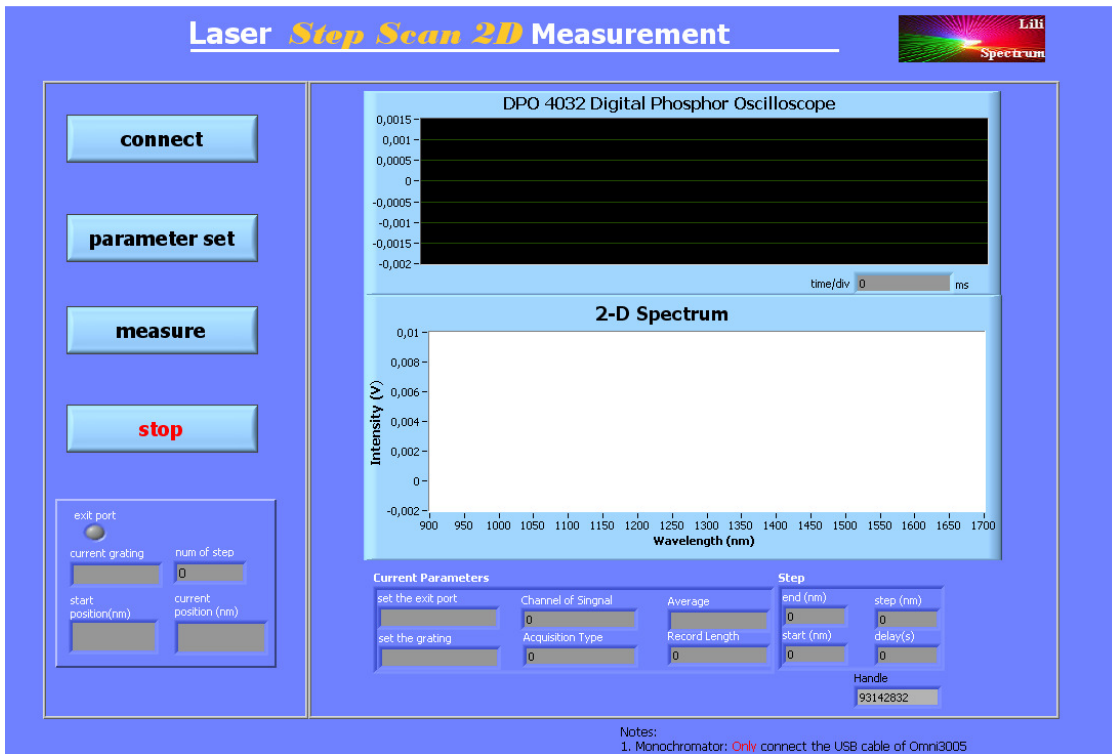 Laser Step Scan 2D Measurement
Lili
Spectrum
connect
parameter set
measure
stop
exit port
current grating
num of step
0
start
position(nm)
current
position (nm)
DPO 4032 Digital Phosphor Oscilloscope
0,0015
0,001
0,0005
0
-0,0005
-0,001
-0,0015
-0,002
time/div 0 ms
2-D Spectrum
0,01
0,008
0,006
0,004
0,002
0
-0,002
Intensity (V)
900 950 1000 1050 1100 1150 1200 1250 1300 1350 1400 1450 1500 1550 1600 1650 1700
Wavelength (nm)
Current Parameters
set the exit port
Channel of Singnal
0
Average
set the grating
Acquisition Type
0
Record Length
0
Step
end (nm)
0
step (nm)
0
start (nm)
0
delay(s)
0
Handle
93142832
Notes:
1. Monochromator: Only connect the USB cable of Omni3005